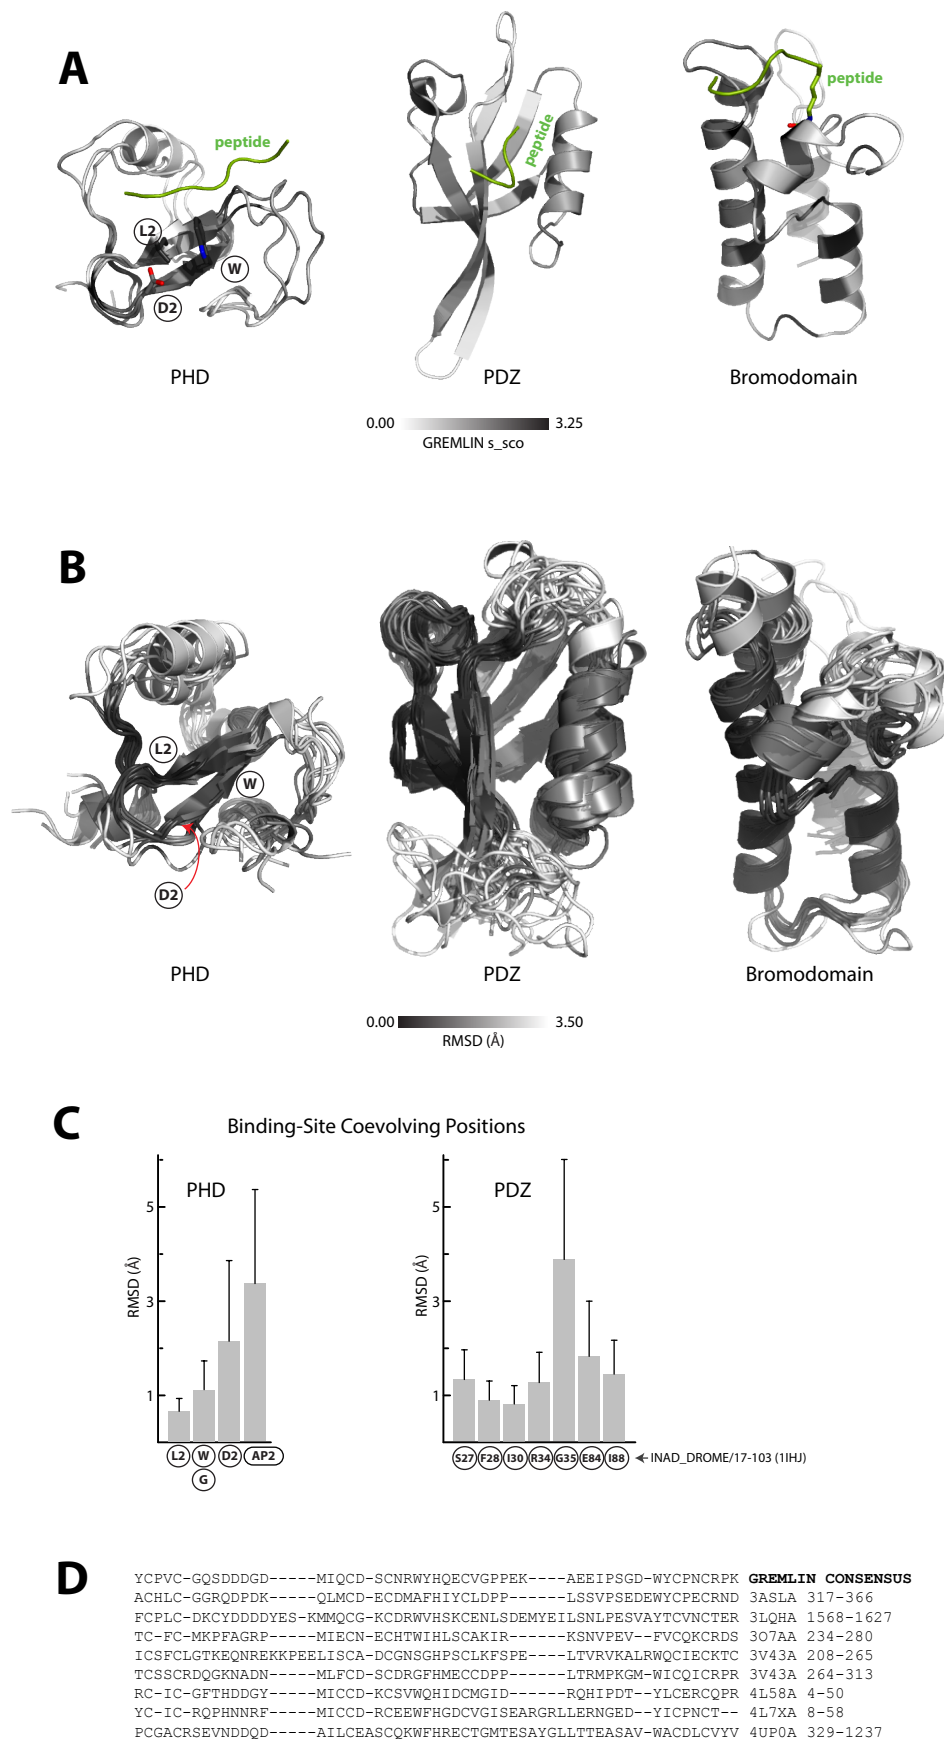 A
peptide
L2
W
D2
PHD
peptide
PDZ
peptide
Bromodomain
0.00 3.25
GREMLIN s_sco
B
L2
W
D2
PHD
PDZ
Bromodomain
0.00 3.50
RMSD (Å)
C
Binding-Site Coevolving Positions
PHD
RMSD (Å)
5
3
1
L2 W D2 AP2
G
PDZ
RMSD (Å)
5
3
1
S27 F28 I30 R34 G35 E84 I88 ← INAD_DROME/17-103 (1IHJ)
D
YCPVC-GQSDDDGD-----MIQCD-SCNRWYHQECVGPPEK----AEEIPSGD-WYCPNCRPK GREMLIN CONSENSUS
ACHLC-GGRQDPDK-----QLMCD-ECDMAFHIYCLDPP-----LSSVPSEDEWYCPECRND 3ASLA 317-366
FCPLC-DKCYDDDDYES-KMMQCG-KCDRWVHSKCENLSDEMYEILSNLPESVAYTCVNCTER 3LQHA 1568-1627
TC-FC-MKPFAGRP-----MIECN-ECHTWIHLSCAKIR------KSNVPEV--FVCQKCRDS 3O7AA 234-280
ICSFCLGTKEQNREKKPEELISCA-DCGNSGHPSCLKFSPE----LTVRVKALRWQCIECKTC 3V43A 208-265
TCSSCRDQGKNADN-----MLFCD-SCDRGFHMECCDPP-----LTRMPKGM-WICQICRPR 3V43A 264-313
RC-IC-GFTHDDGY-----MICCD-KCSVWQHIDCMGID------RQHIPDT--YLCERCQPR 4L58A 4-50
YC-IC-RQPHNNRF-----MICCD-RCEEWFHGDCVGISEARGRLLERNGED--YICPNCT-- 4L7XA 8-58
PCGACRSEVNDDQD-----AILCEASCQKWFHRECTGMTESAYGLLTTEASAV-WACDLCVYV 4UP0A 329-1237